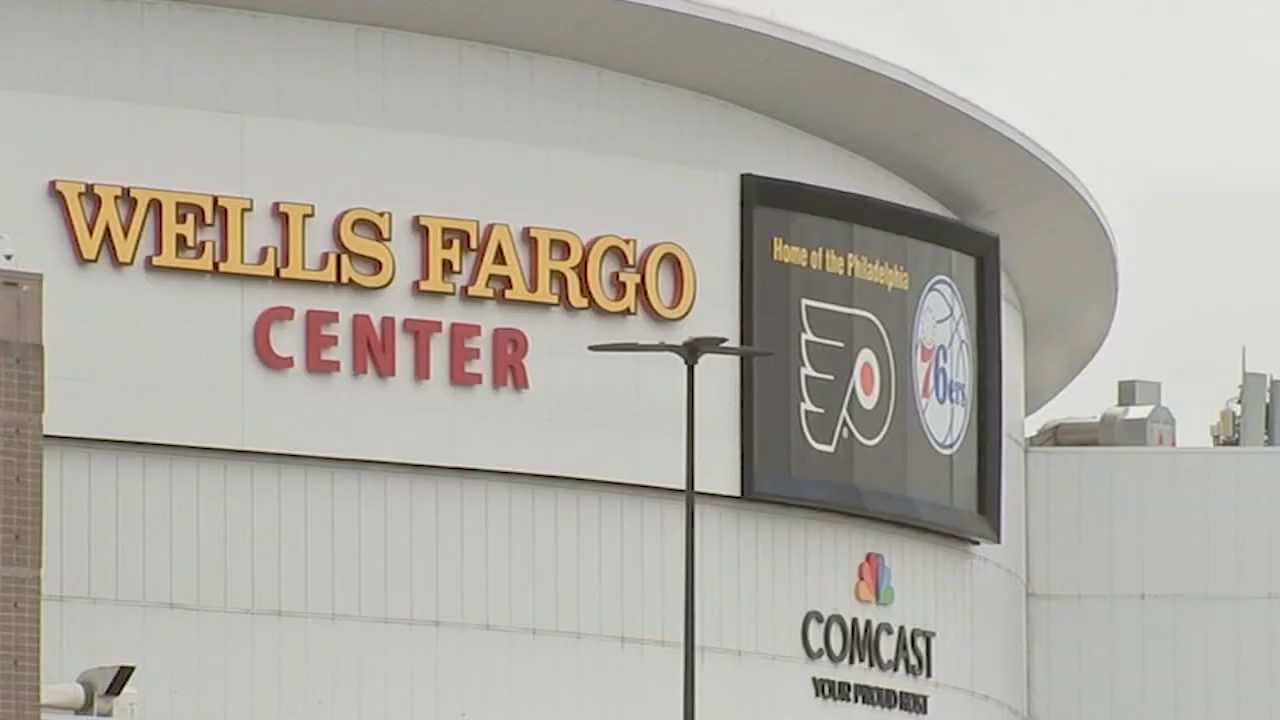 WELLS FARGO
CENTER
Home of the Philadelphia
76ers
COMCAST
YOUR PROUD HOST